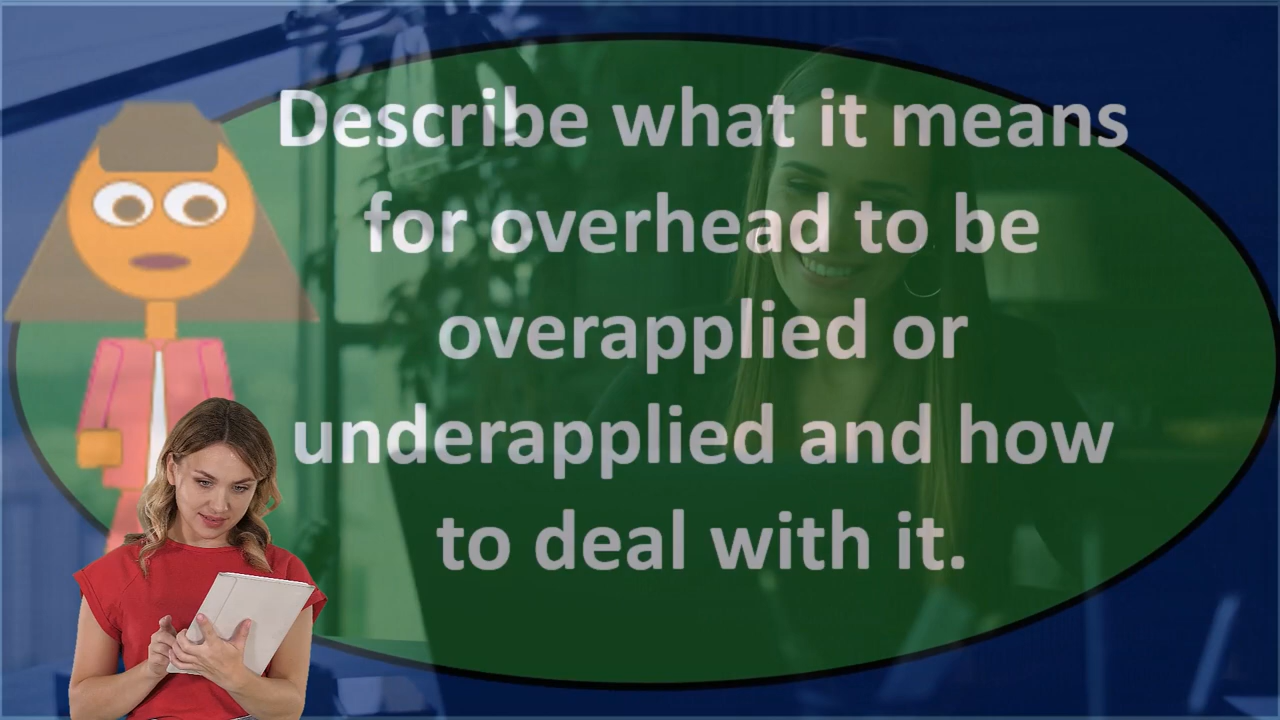 Describe what it means
for overhead to be
overapplied or
underapplied and how
to deal with it.